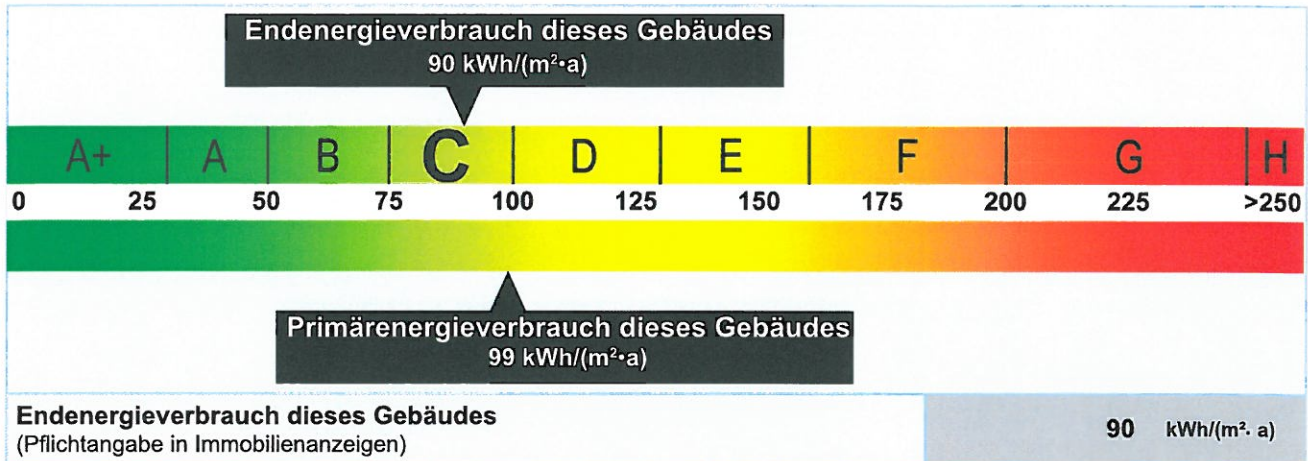 Endenergieverbrauch dieses Gebäudes
90 kWh/(m²•a)
A+ A B C D E F G H
0 25 50 75 100 125 150 175 200 225 >250
Primärenergieverbrauch dieses Gebäudes
99 kWh/(m²•a)
Endenergieverbrauch dieses Gebäudes
(Pflichtangabe in Immobilienanzeigen)
90 kWh/(m²· a)